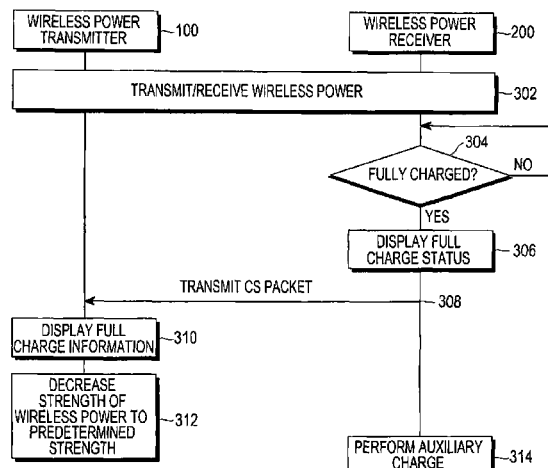 WIRELESS POWER
TRANSMITTER
100
WIRELESS POWER
RECEIVER
200
TRANSMIT/RECEIVE WIRELESS POWER
302
304
FULLY CHARGED?
NO
YES
DISPLAY FULL
CHARGE STATUS
306
TRANSMIT CS PACKET
308
DISPLAY FULL
CHARGE INFORMATION
310
DECREASE
STRENGTH OF
WIRELESS POWER TO
PREDETERMINED
STRENGTH
312
PERFORM AUXILIARY
CHARGE
314